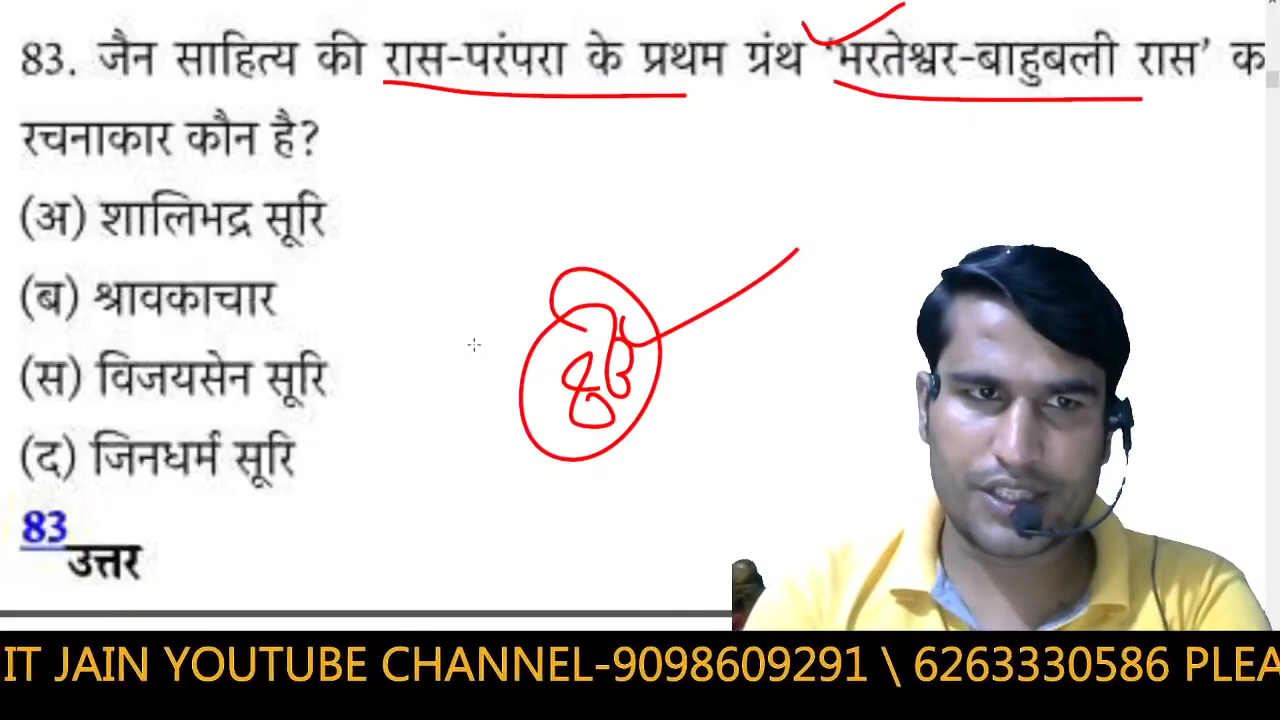 83. जैन साहित्य की रास-परंपरा के प्रथम ग्रंथ 'भरतेश्वर-बाहुबली रास' क
रचनाकार कौन है?
(अ) शालिभद्र सूरि
(ब) श्रावकाचार
(स) विजयसेन सूरि
(द) जिनधर्म सूरि
83
उत्तर
IT JAIN YOUTUBE CHANNEL-9098609291 \ 6263330586 PLEA